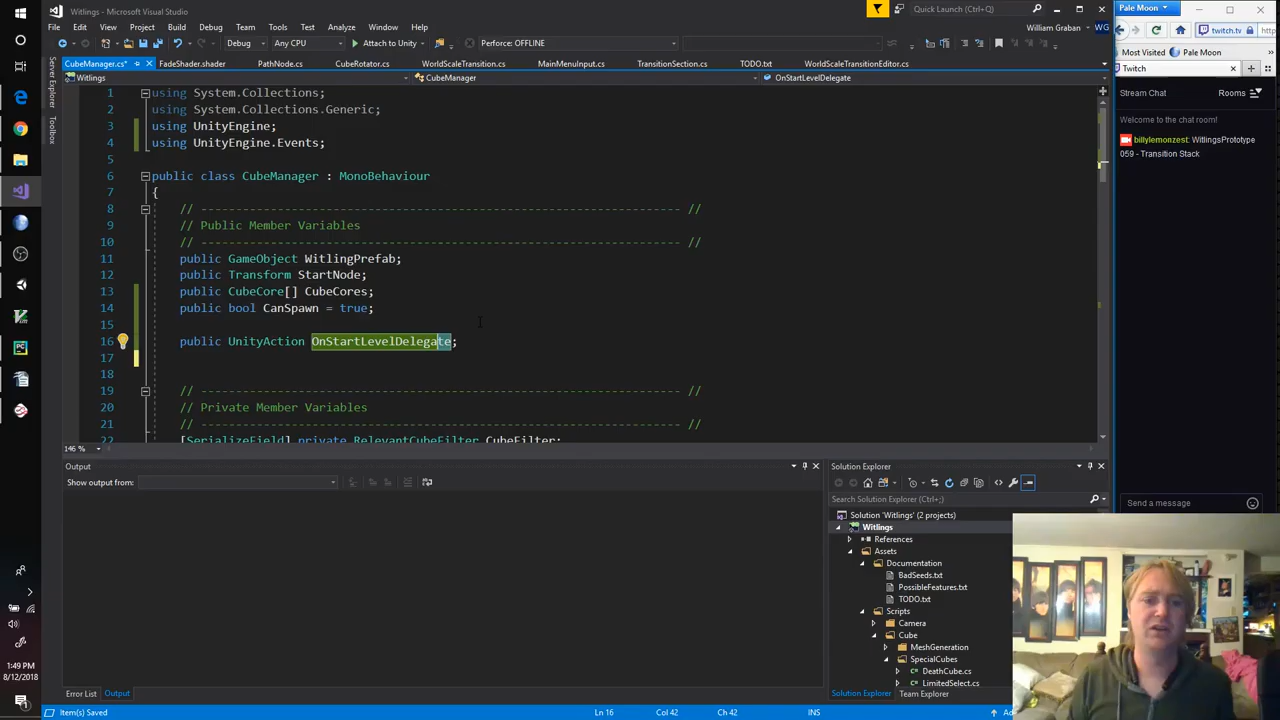 Witlings - Microsoft Visual Studio
Quick Launch (Ctrl+Q)
Pale Moon
File Edit View Project Build Debug Team Tools Test Analyze Window Help
William Graban WG
twitch.tv
Debug Any CPU Attach to Unity Perforce: OFFLINE
Most Visited Pale Moon
CubeManager.cs* FadeShader.shader PathNode.cs CubeRotator.cs WorldScaleTransition.cs MainMenuInput.cs TransitionSection.cs TODO.txt WorldScaleTransitionEditor.cs
Twitch
Witlings CubeManager OnStartLevelDelegate
Stream Chat Rooms
Welcome to the chat room!
billylemonzest: WitlingsPrototype
059 - Transition Stack
Server Explorer
Toolbox
1 using System.Collections;
2 using System.Collections.Generic;
3 using UnityEngine;
4 using UnityEngine.Events;
5
6 public class CubeManager : MonoBehaviour
7 {
8 // --------------------------------------------------------------------- //
9 // Public Member Variables
10 // --------------------------------------------------------------------- //
11 public GameObject WitlingPrefab;
12 public Transform StartNode;
13 public CubeCore[] CubeCores;
14 public bool CanSpawn = true;
15
16 public UnityAction OnStartLevelDelegate;
17
18
19 // --------------------------------------------------------------------- //
20 // Private Member Variables
21 // --------------------------------------------------------------------- //
22 [SerializeField] private RelevantCubeFilter CubeFilter;
146 %
Output
Show output from:
Solution Explorer
Search Solution Explorer (Ctrl+;)
Solution 'Witlings' (2 projects)
Witlings
References
Assets
Documentation
BadSeeds.txt
PossibleFeatures.txt
TODO.txt
Scripts
Camera
Cube
MeshGeneration
SpecialCubes
DeathCube.cs
LimitedSelect.cs
Send a message
Error List Output
Solution Explorer Team Explorer
Item(s) Saved Ln 16 Col 42 Ch 42 INS
1:49 PM
8/12/2018